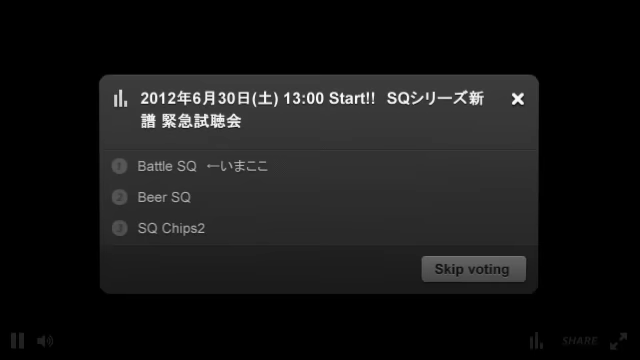 2012年6月30日(土) 13:00 Start!! SQシリーズ新
譜 緊急試聴会
1 Battle SQ ←いまここ
2 Beer SQ
3 SQ Chips2
Skip voting
SHARE